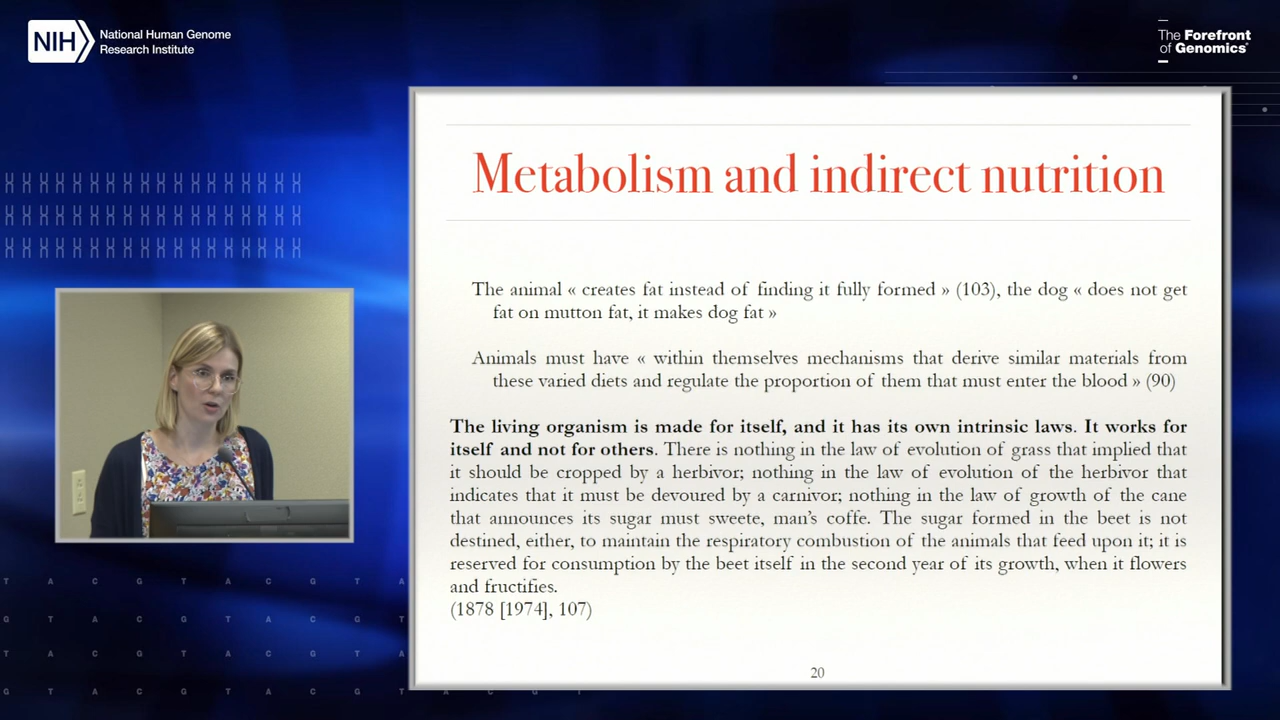 NIH
National Human Genome
Research Institute
The Forefront
of Genomics®
Metabolism and indirect nutrition
The animal « creates fat instead of finding it fully formed » (103), the dog « does not get
fat on mutton fat, it makes dog fat »
Animals must have « within themselves mechanisms that derive similar materials from
these varied diets and regulate the proportion of them that must enter the blood » (90)
The living organism is made for itself, and it has its own intrinsic laws. It works for
itself and not for others. There is nothing in the law of evolution of grass that implied that
it should be cropped by a herbivor; nothing in the law of evolution of the herbivor that
indicates that it must be devoured by a carnivor; nothing in the law of growth of the cane
that announces its sugar must sweete, man's coffe. The sugar formed in the beet is not
destined, either, to maintain the respiratory combustion of the animals that feed upon it; it is
reserved for consumption by the beet itself in the second year of its growth, when it flowers
and fructifies.
(1878 [1974], 107)
20
T A C G T A C G T A
G T A C G T A C G
T A C G T A C G T A
G T A C G T A C G T A C G T